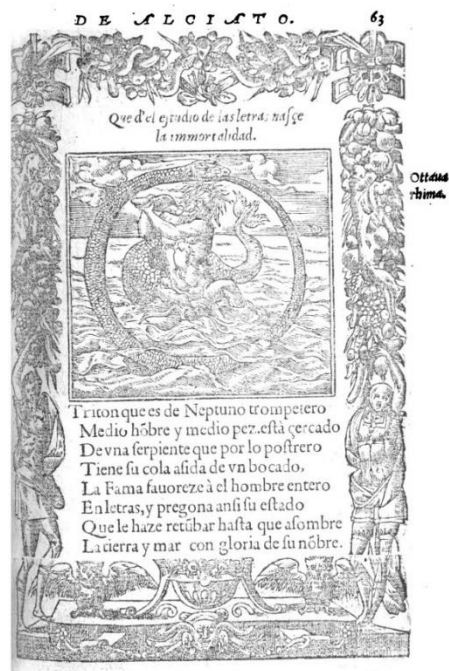 DE ALCIATO.
63
Que d'el estudio de las letras nasçe
la immortalidad.
Ottaua
rhima.
Triton que es de Neptuno trompetero
Medio hõbre y medio pez. està çercado
De vna serpiente que por lo postrero
Tiene su cola asida de vn bocado,
La Fama fauoreze à el hombre entero
En letras, y pregona ansi su estado
Que le haze retũbar hasta que asombre
La tierra y mar con gloria de su nõbre.